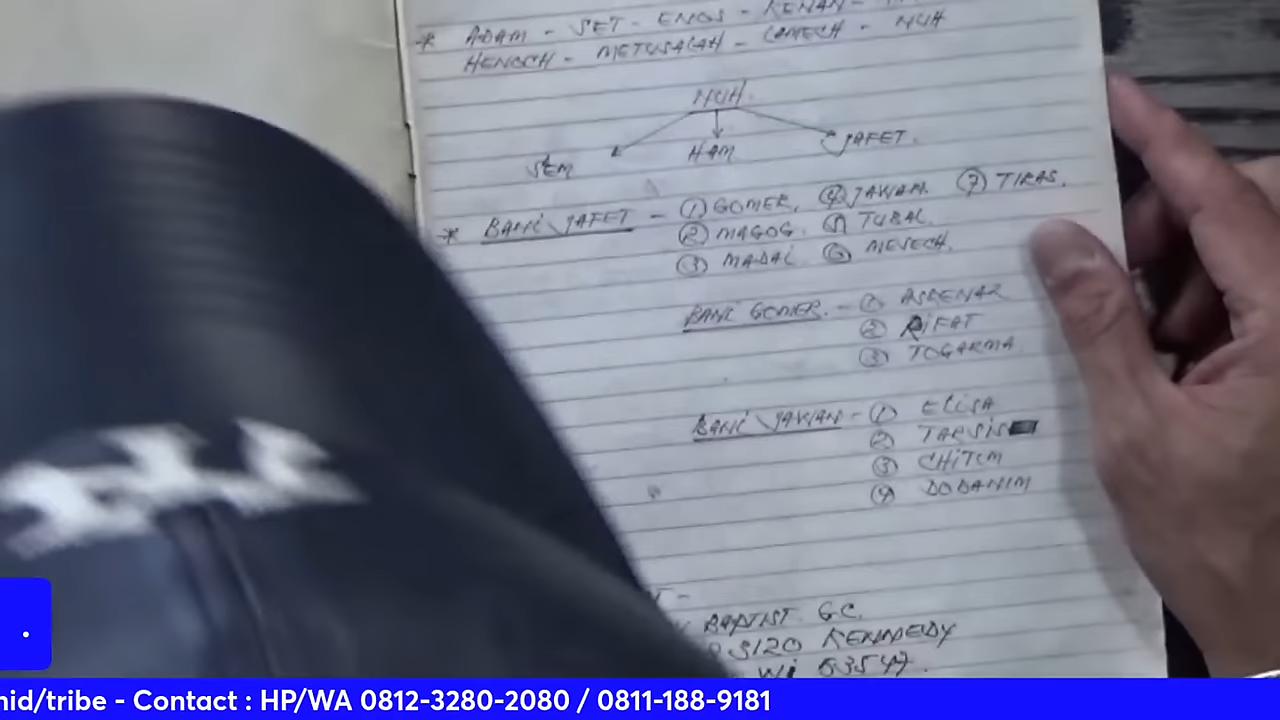 * ADAM - SET - ENOS - KENAN -
HENOCH - METUSALAH - LAMECH - NUH
NUH.
SEM HAM JAFET.
* BANI JAFET - ① GOMER, ④ JAWAN. ⑦ TIRAS.
② MAGOG. ⑤ TUBAL.
③ MADAI. ⑥ MESECH.
BANI GOMER. - ① ASKENAZ
② RIFAT
③ TOGARMA
BANI JAWAN - ① ELISA
② TARSIS
③ CHITIM
④ DODANIM
BAPTIST GC.
S120 KENNEDY
Wi 53547.
.
nid/tribe - Contact : HP/WA 0812-3280-2080 / 0811-188-9181